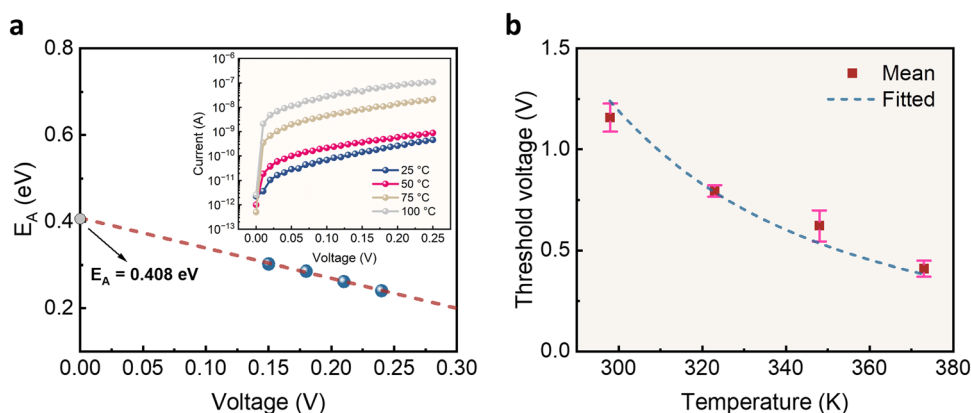 a
E_A (eV)
0.8
0.6
0.4
0.2
0.00 0.05 0.10 0.15 0.20 0.25 0.30
Voltage (V)
E_A = 0.408 eV
Current (A)
10⁻⁶
10⁻⁷
10⁻⁸
10⁻⁹
10⁻¹⁰
10⁻¹¹
10⁻¹²
10⁻¹³
25 °C
50 °C
75 °C
100 °C
0.00 0.05 0.10 0.15 0.20 0.25
Voltage (V)
b
Threshold voltage (V)
1.5
1.0
0.5
0.0
Mean
Fitted
300 320 340 360 380
Temperature (K)